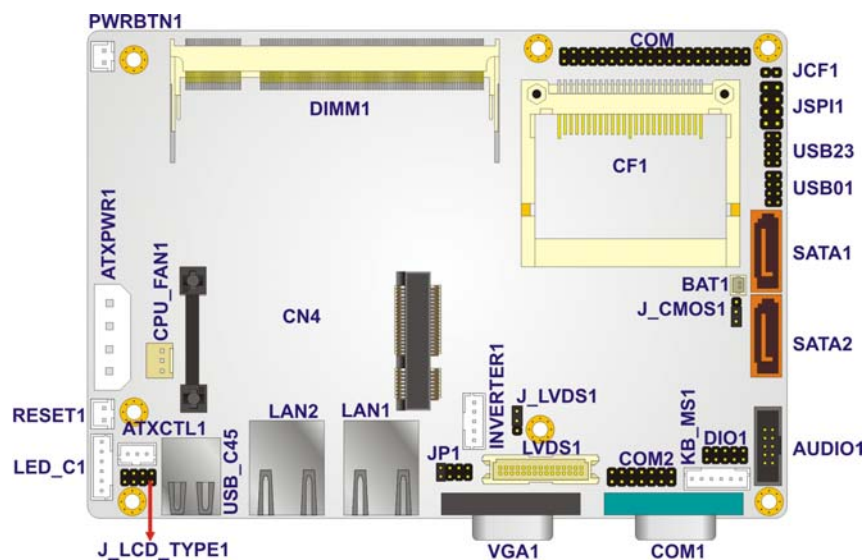 PWRBTN1
COM
JCF1
DIMM1
JSPI1
CF1
USB23
USB01
ATXPWR1
CPU_FAN1
SATA1
BAT1
CN4
J_CMOS1
SATA2
INVERTER1
J_LVDS1
KB_MS1
RESET1
ATXCTL1
USB_C45
LAN2
LAN1
DIO1
LED_C1
JP1
LVDS1
COM2
AUDIO1
J_LCD_TYPE1
VGA1
COM1